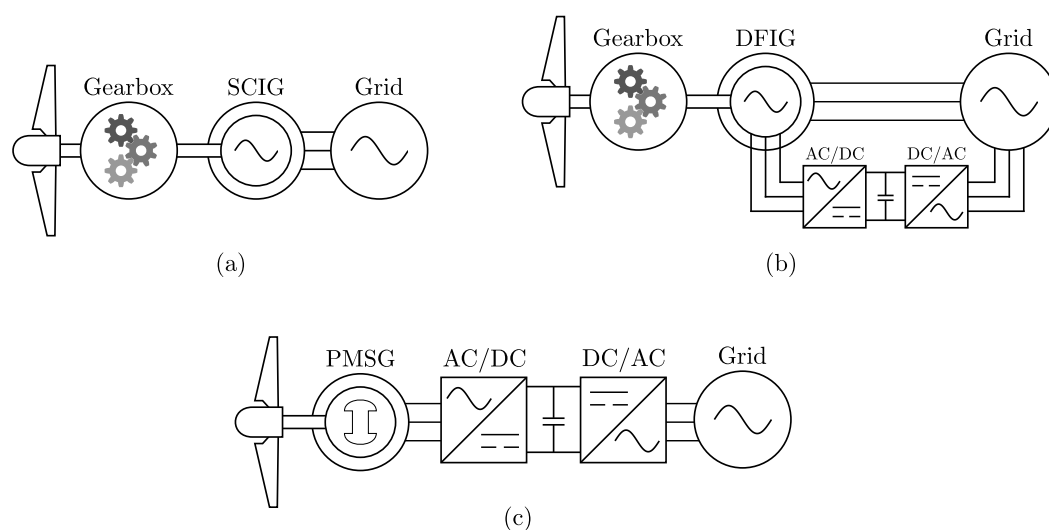 Gearbox SCIG Grid
(a)
Gearbox DFIG Grid
AC/DC DC/AC
(b)
PMSG AC/DC DC/AC Grid
(c)